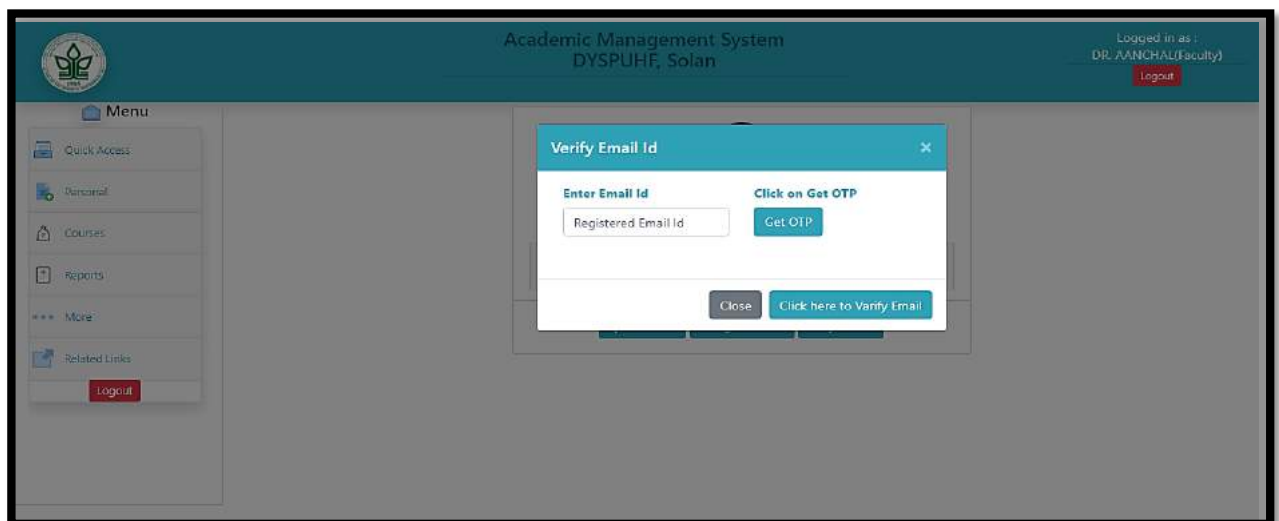 Academic Management System
DYSPUHF, Solan
Logged in as :
DR. AANCHAL(Faculty)
Logout
Menu
Quick Access
Personal
Courses
Reports
More
Related Links
Logout
Verify Email Id
×
Enter Email Id
Click on Get OTP
Registered Email Id
Get OTP
Close
Click here to Varify Email